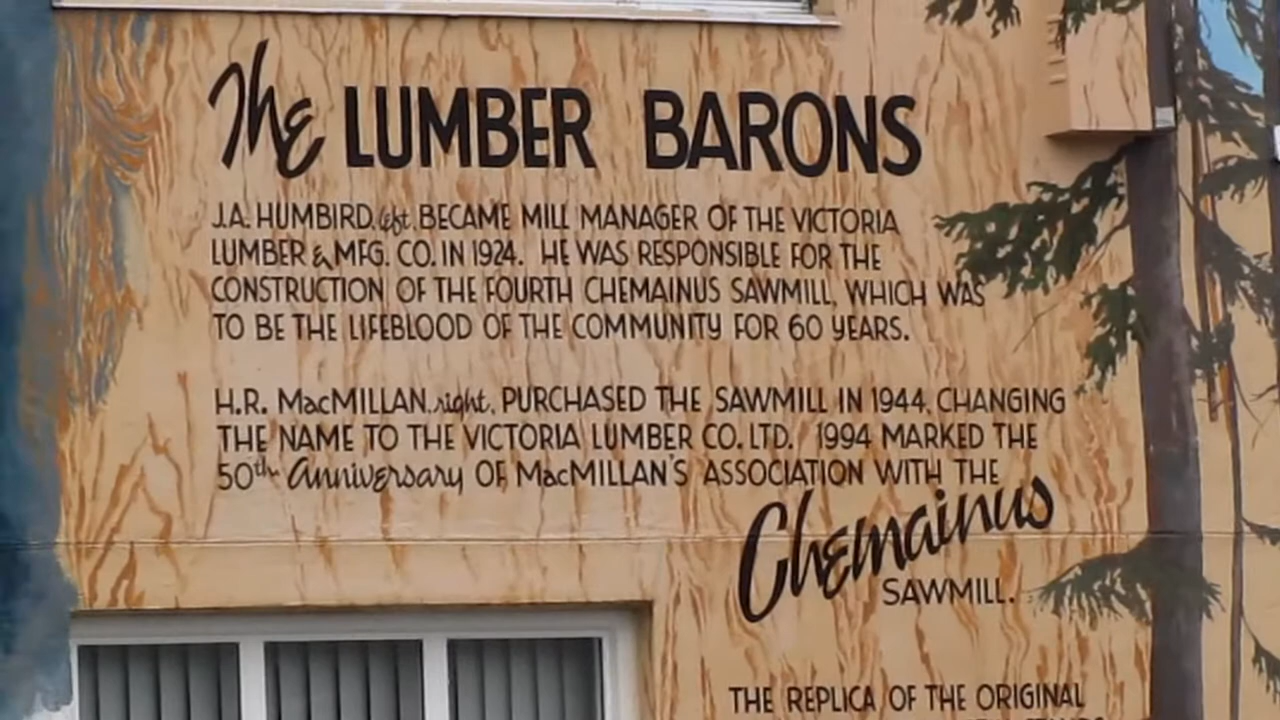 The LUMBER BARONS
J.A. HUMBIRD, left, BECAME MILL MANAGER OF THE VICTORIA
LUMBER & MFG. CO. IN 1924. HE WAS RESPONSIBLE FOR THE
CONSTRUCTION OF THE FOURTH CHEMAINUS SAWMILL, WHICH WAS
TO BE THE LIFEBLOOD OF THE COMMUNITY FOR 60 YEARS.
H.R. MacMILLAN, right, PURCHASED THE SAWMILL IN 1944, CHANGING
THE NAME TO THE VICTORIA LUMBER CO. LTD. 1994 MARKED THE
50th Anniversary OF MacMILLAN'S ASSOCIATION WITH THE
Chemainus
SAWMILL.
THE REPLICA OF THE ORIGINAL